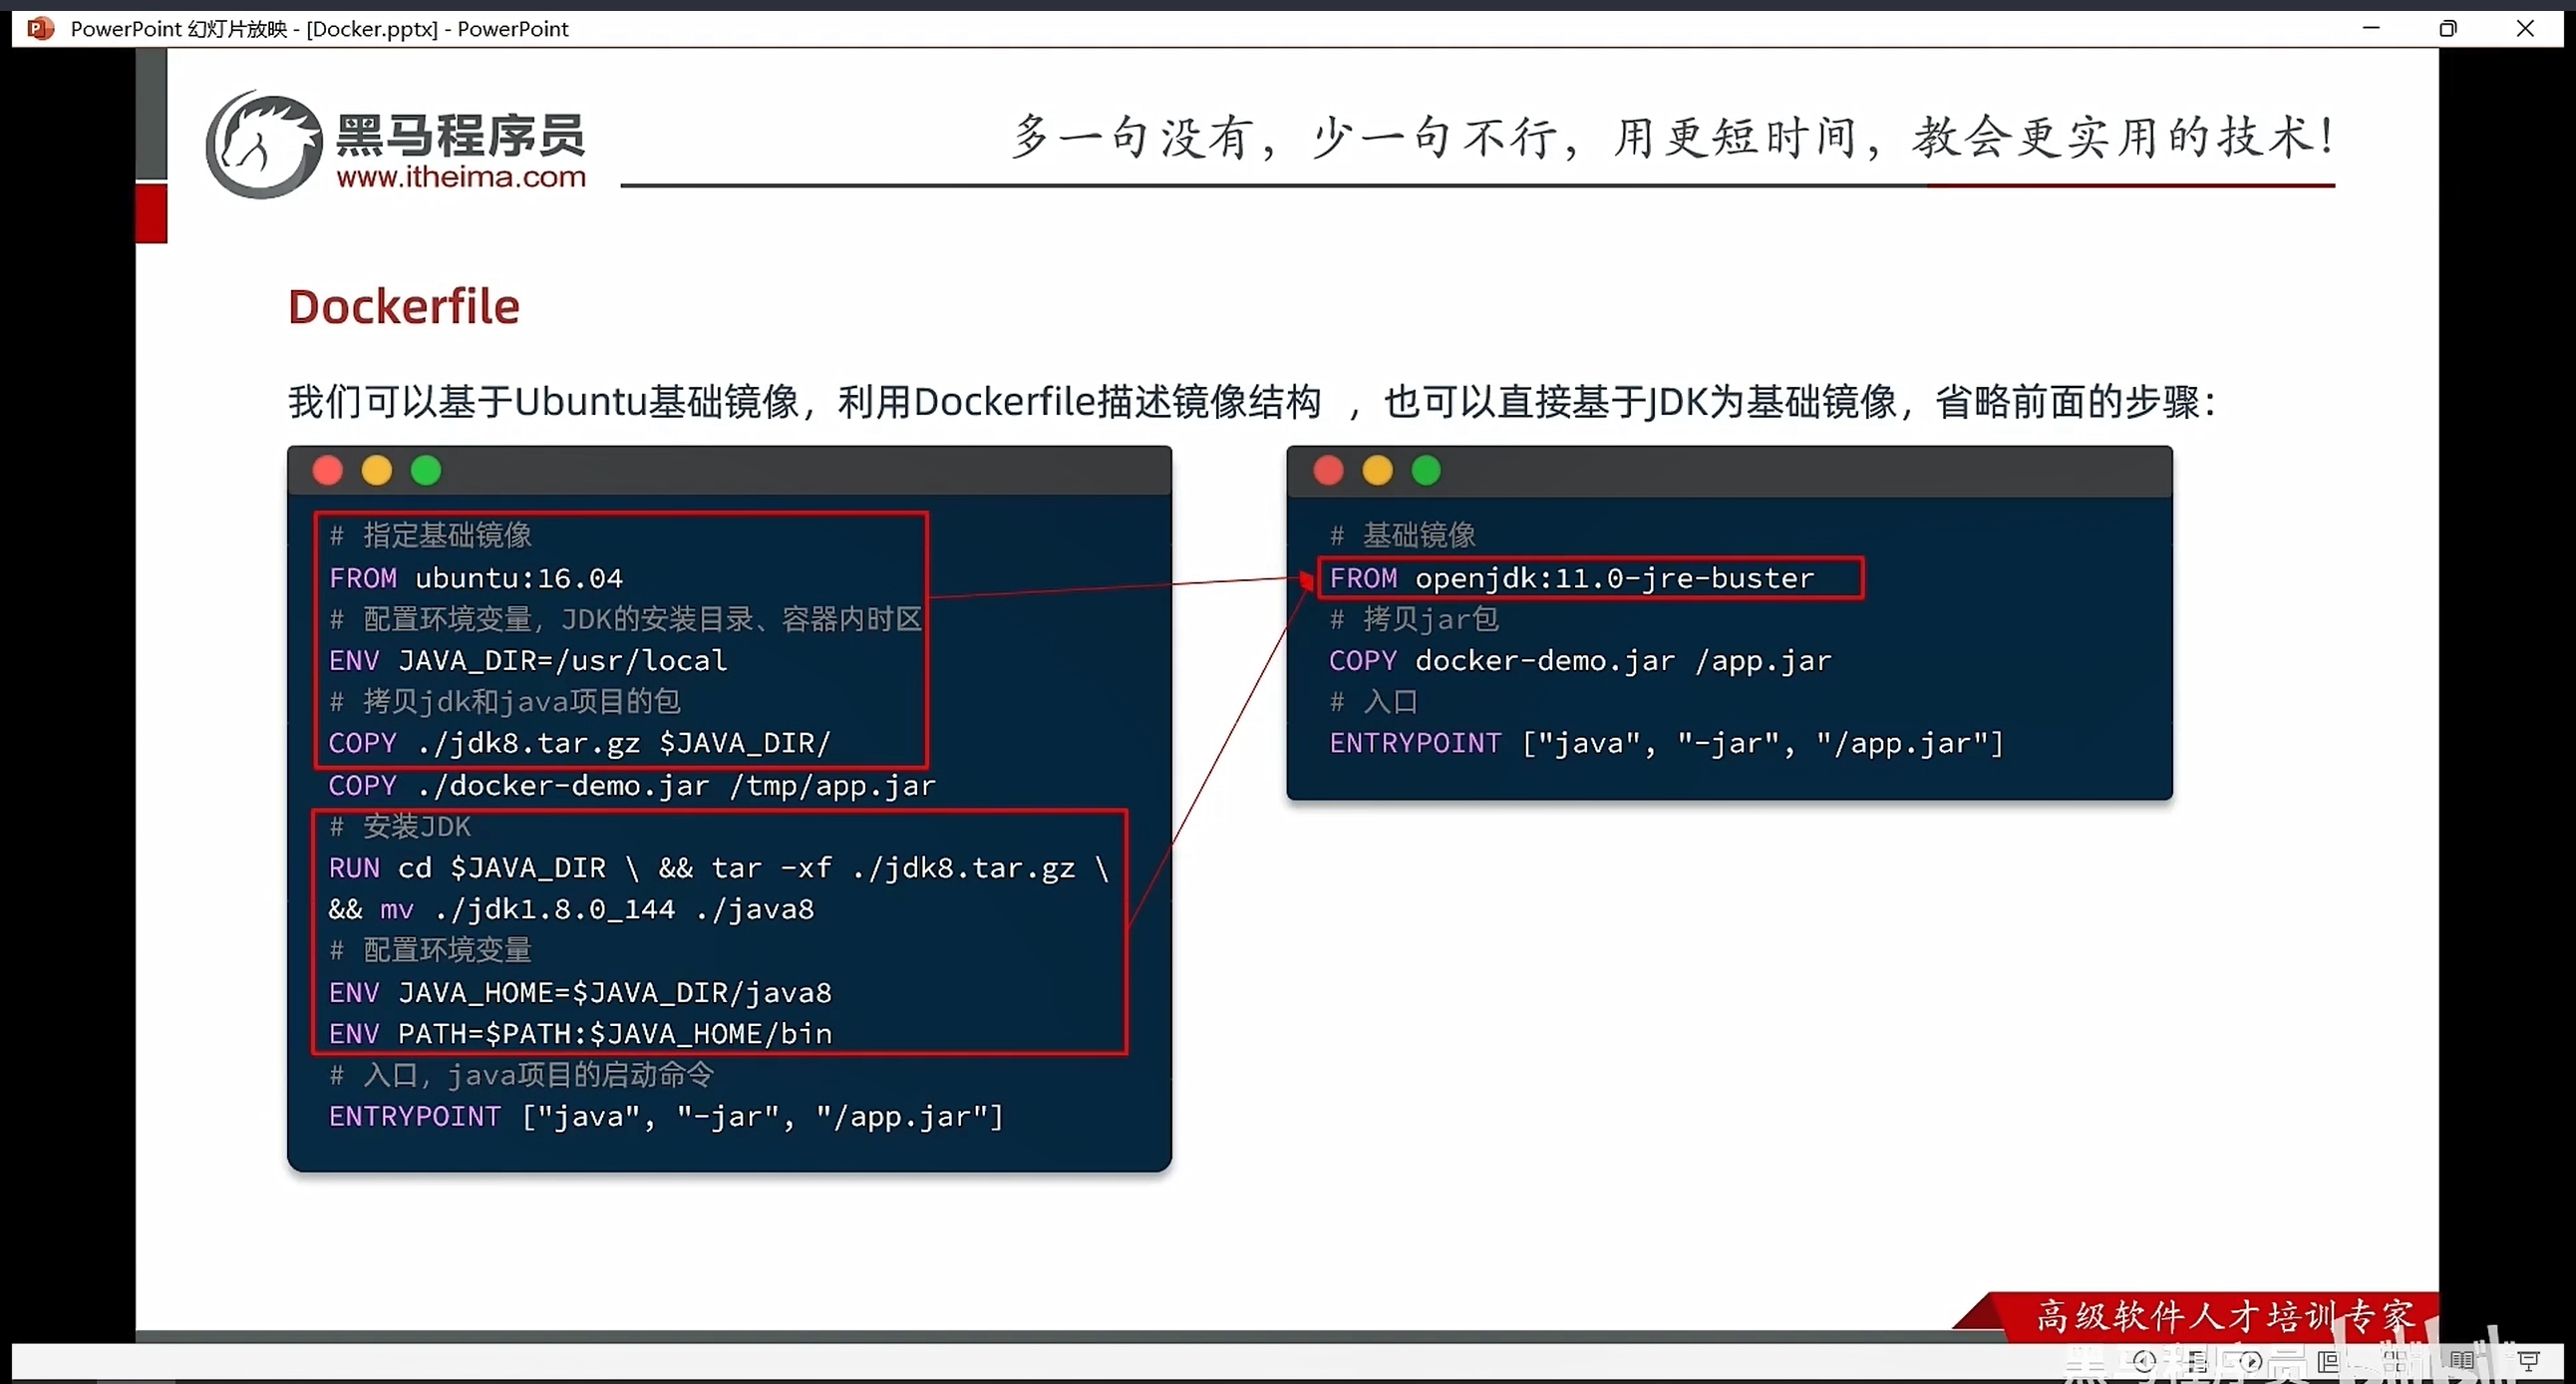 PowerPoint 幻灯片放映 - [Docker.pptx] - PowerPoint
黑马程序员
www.itheima.com
多一句没有，少一句不行，用更短时间，教会更实用的技术！
Dockerfile
我们可以基于Ubuntu基础镜像，利用Dockerfile描述镜像结构 ，也可以直接基于JDK为基础镜像，省略前面的步骤：
# 指定基础镜像
FROM ubuntu:16.04
# 配置环境变量，JDK的安装目录、容器内时区
ENV JAVA_DIR=/usr/local
# 拷贝jdk和java项目的包
COPY ./jdk8.tar.gz $JAVA_DIR/
COPY ./docker-demo.jar /tmp/app.jar
# 安装JDK
RUN cd $JAVA_DIR \ && tar -xf ./jdk8.tar.gz \
&& mv ./jdk1.8.0_144 ./java8
# 配置环境变量
ENV JAVA_HOME=$JAVA_DIR/java8
ENV PATH=$PATH:$JAVA_HOME/bin
# 入口，java项目的启动命令
ENTRYPOINT ["java", "-jar", "/app.jar"]
# 基础镜像
FROM openjdk:11.0-jre-buster
# 拷贝jar包
COPY docker-demo.jar /app.jar
# 入口
ENTRYPOINT ["java", "-jar", "/app.jar"]
高级软件人才培训专家
黑马程序员
bilibili